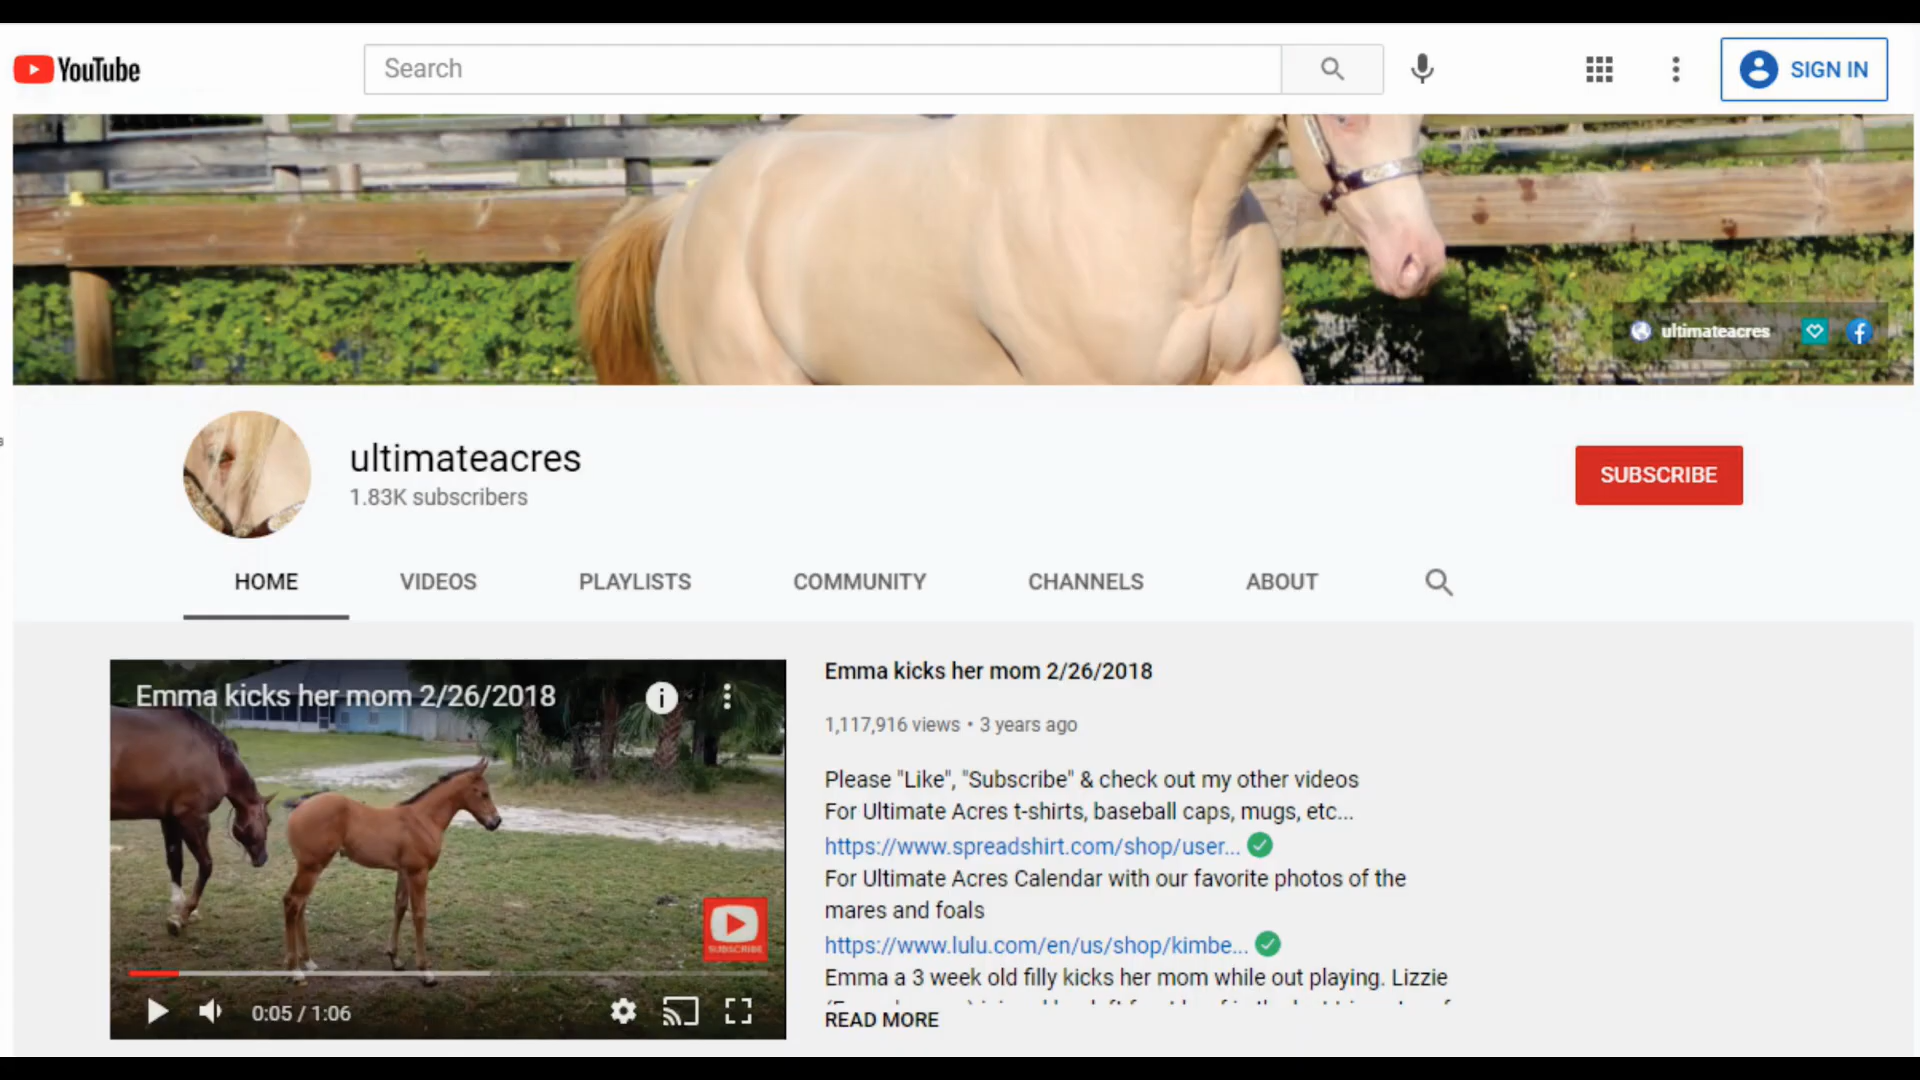 YouTube
Search
SIGN IN
ultimateacres
ultimateacres
1.83K subscribers
SUBSCRIBE
HOME VIDEOS PLAYLISTS COMMUNITY CHANNELS ABOUT
Emma kicks her mom 2/26/2018
SUBSCRIBE
0:05 / 1:06
Emma kicks her mom 2/26/2018
1,117,916 views • 3 years ago
Please "Like", "Subscribe" & check out my other videos
For Ultimate Acres t-shirts, baseball caps, mugs, etc...
https://www.spreadshirt.com/shop/user...
For Ultimate Acres Calendar with our favorite photos of the
mares and foals
https://www.lulu.com/en/us/shop/kimbe...
Emma a 3 week old filly kicks her mom while out playing. Lizzie
READ MORE